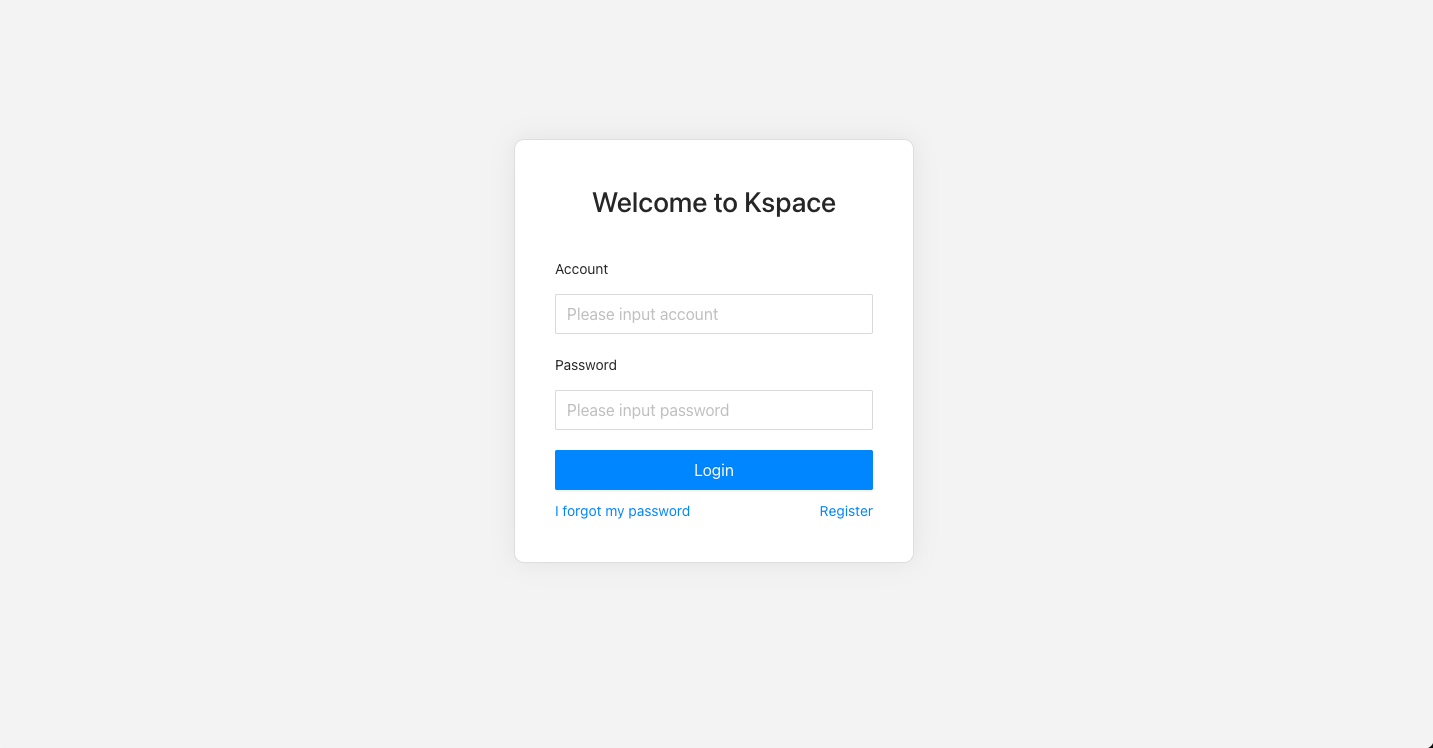 Welcome to Kspace
Account
Please input account
Password
Please input password
Login
I forgot my password
Register